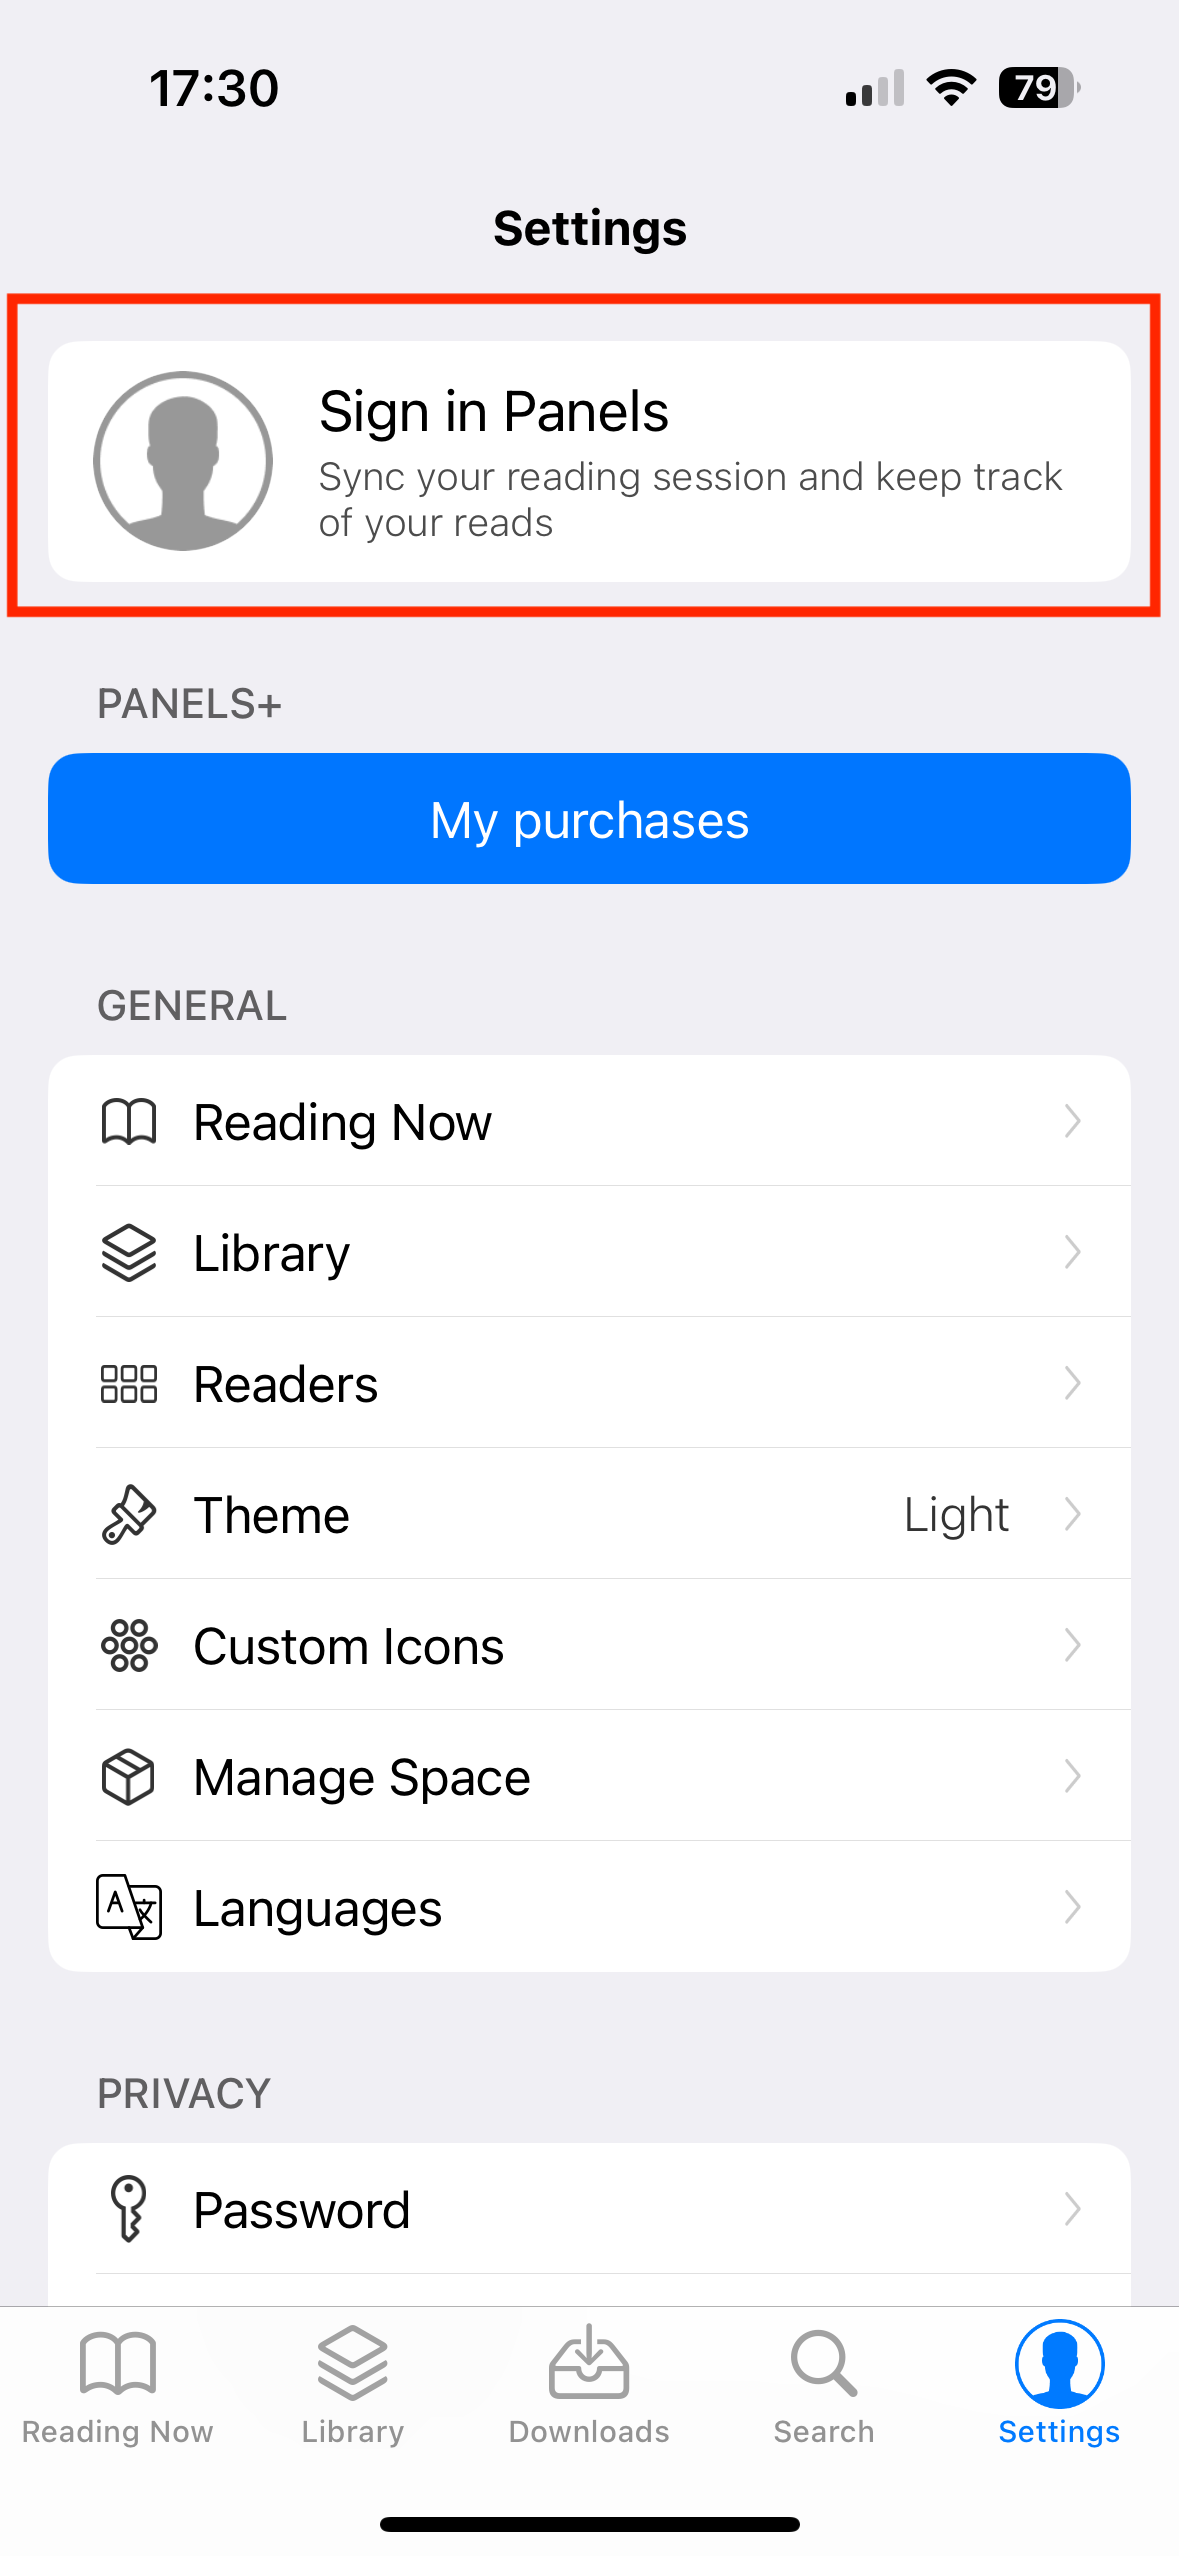 17:30
79
Settings
Sign in Panels
Sync your reading session and keep track
of your reads
PANELS+
My purchases
GENERAL
Reading Now
Library
Readers
Theme Light
Custom Icons
Manage Space
A 文
Languages
PRIVACY
Password
Reading Now Library Downloads Search Settings